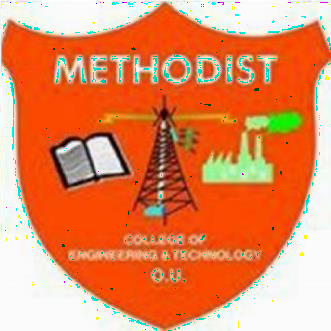 METHODIST
COLLEGE OF
ENGINEERING & TECHNOLOGY
O.U.